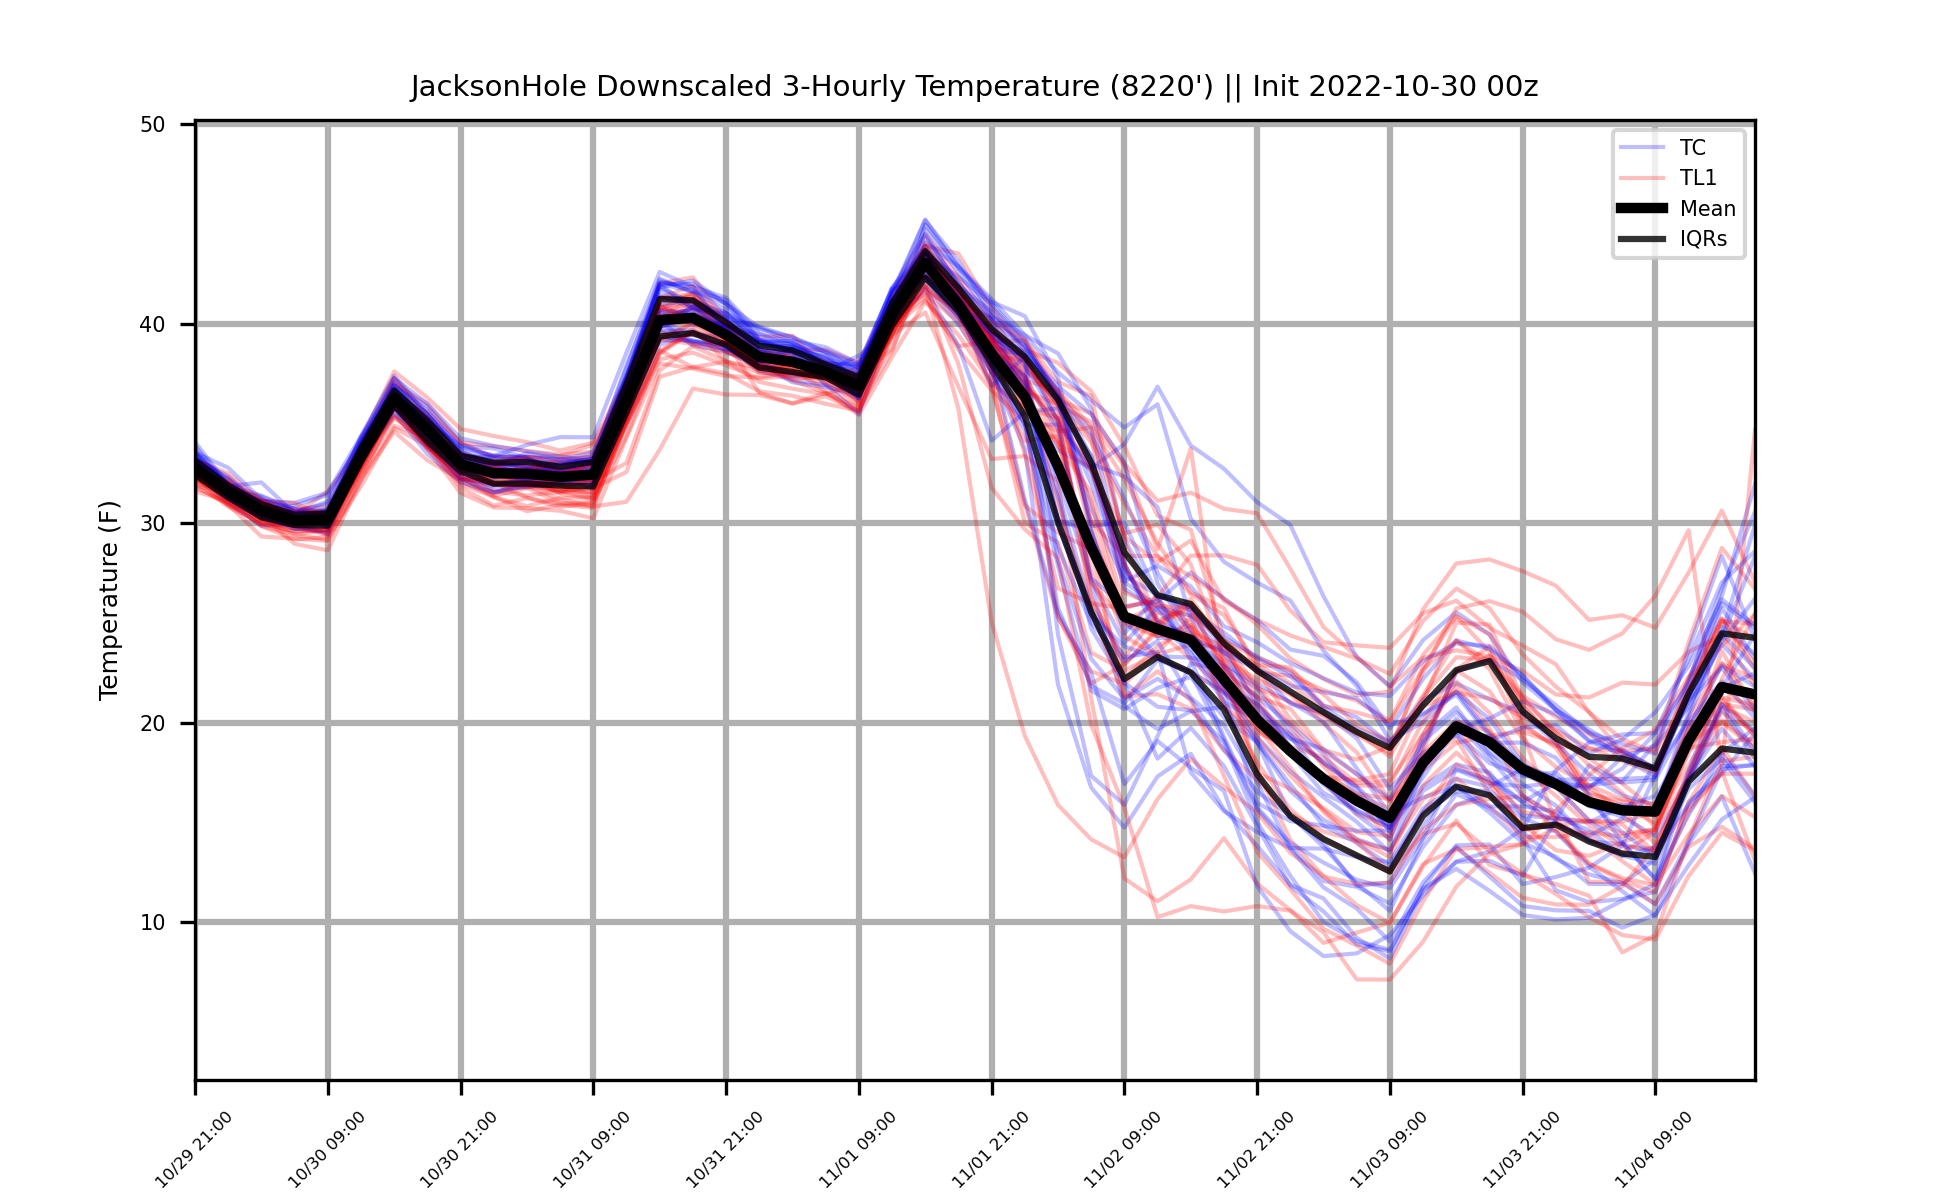 JacksonHole Downscaled 3-Hourly Temperature (8220') || Init 2022-10-30 00z
TC
TL1
Mean
IQRs
Temperature (F)
50
40
30
20
10
10/29 21:00
10/30 09:00
10/30 21:00
10/31 09:00
10/31 21:00
11/01 09:00
11/01 21:00
11/02 09:00
11/02 21:00
11/03 09:00
11/03 21:00
11/04 09:00